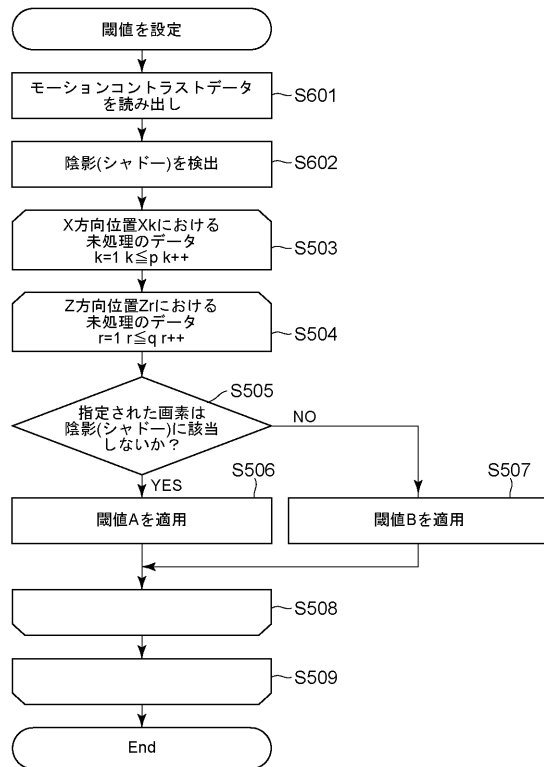 閾値を設定
モーションコントラストデータ
を読み出し
S601
陰影(シャドー)を検出
S602
X方向位置Xkにおける
未処理のデータ
k=1 k≦p k++
S503
Z方向位置Zrにおける
未処理のデータ
r=1 r≦q r++
S504
S505
指定された画素は
陰影(シャドー)に該当
しないか？
NO
YES
S506
閾値Aを適用
S507
閾値Bを適用
S508
S509
End